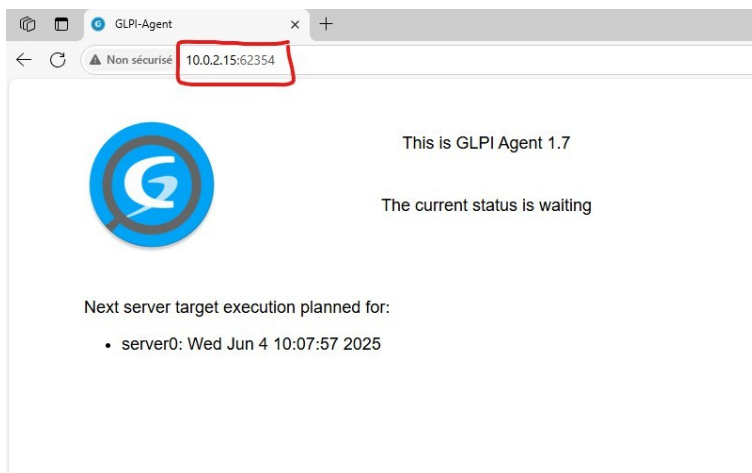 GLPI-Agent
Non sécurisé 10.0.2.15:62354
This is GLPI Agent 1.7
The current status is waiting
Next server target execution planned for:
• server0: Wed Jun 4 10:07:57 2025